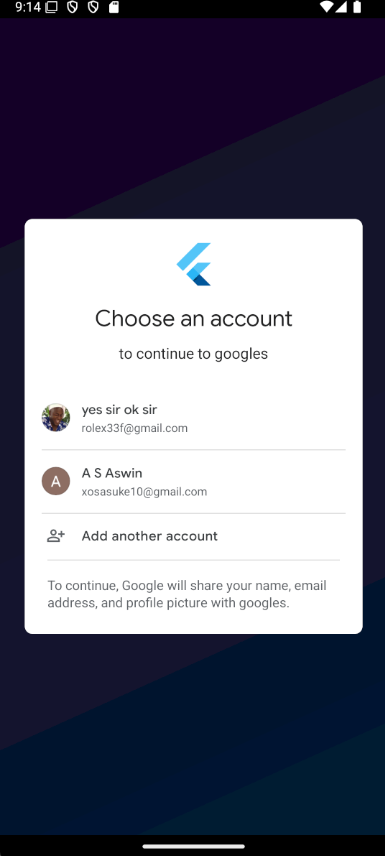 9:14
Choose an account
to continue to googles
yes sir ok sir
rolex33f@gmail.com
A
A S Aswin
xosasuke10@gmail.com
Add another account
To continue, Google will share your name, email
address, and profile picture with googles.